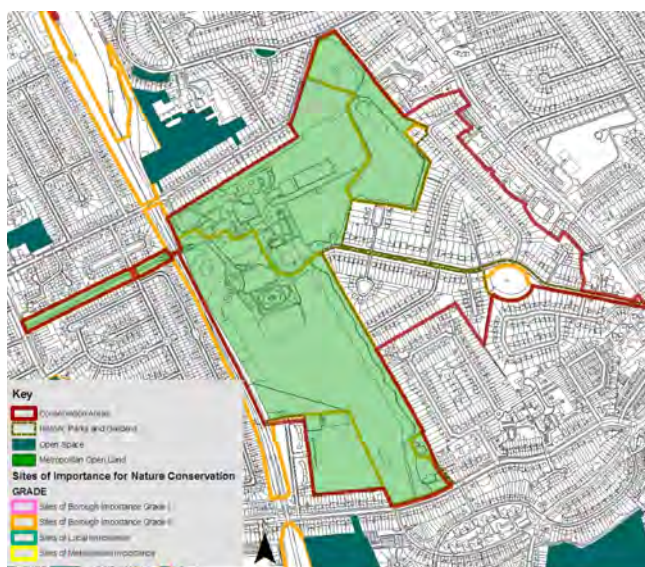 Key
Conservation Areas
Historic Parks and Gardens
Open Space
Metropolitan Open Land
Sites of Importance for Nature Conservation
GRADE
Sites of Borough Importance Grade I
Sites of Borough Importance Grade II
Sites of Local Importance
Sites of Metropolitan Importance